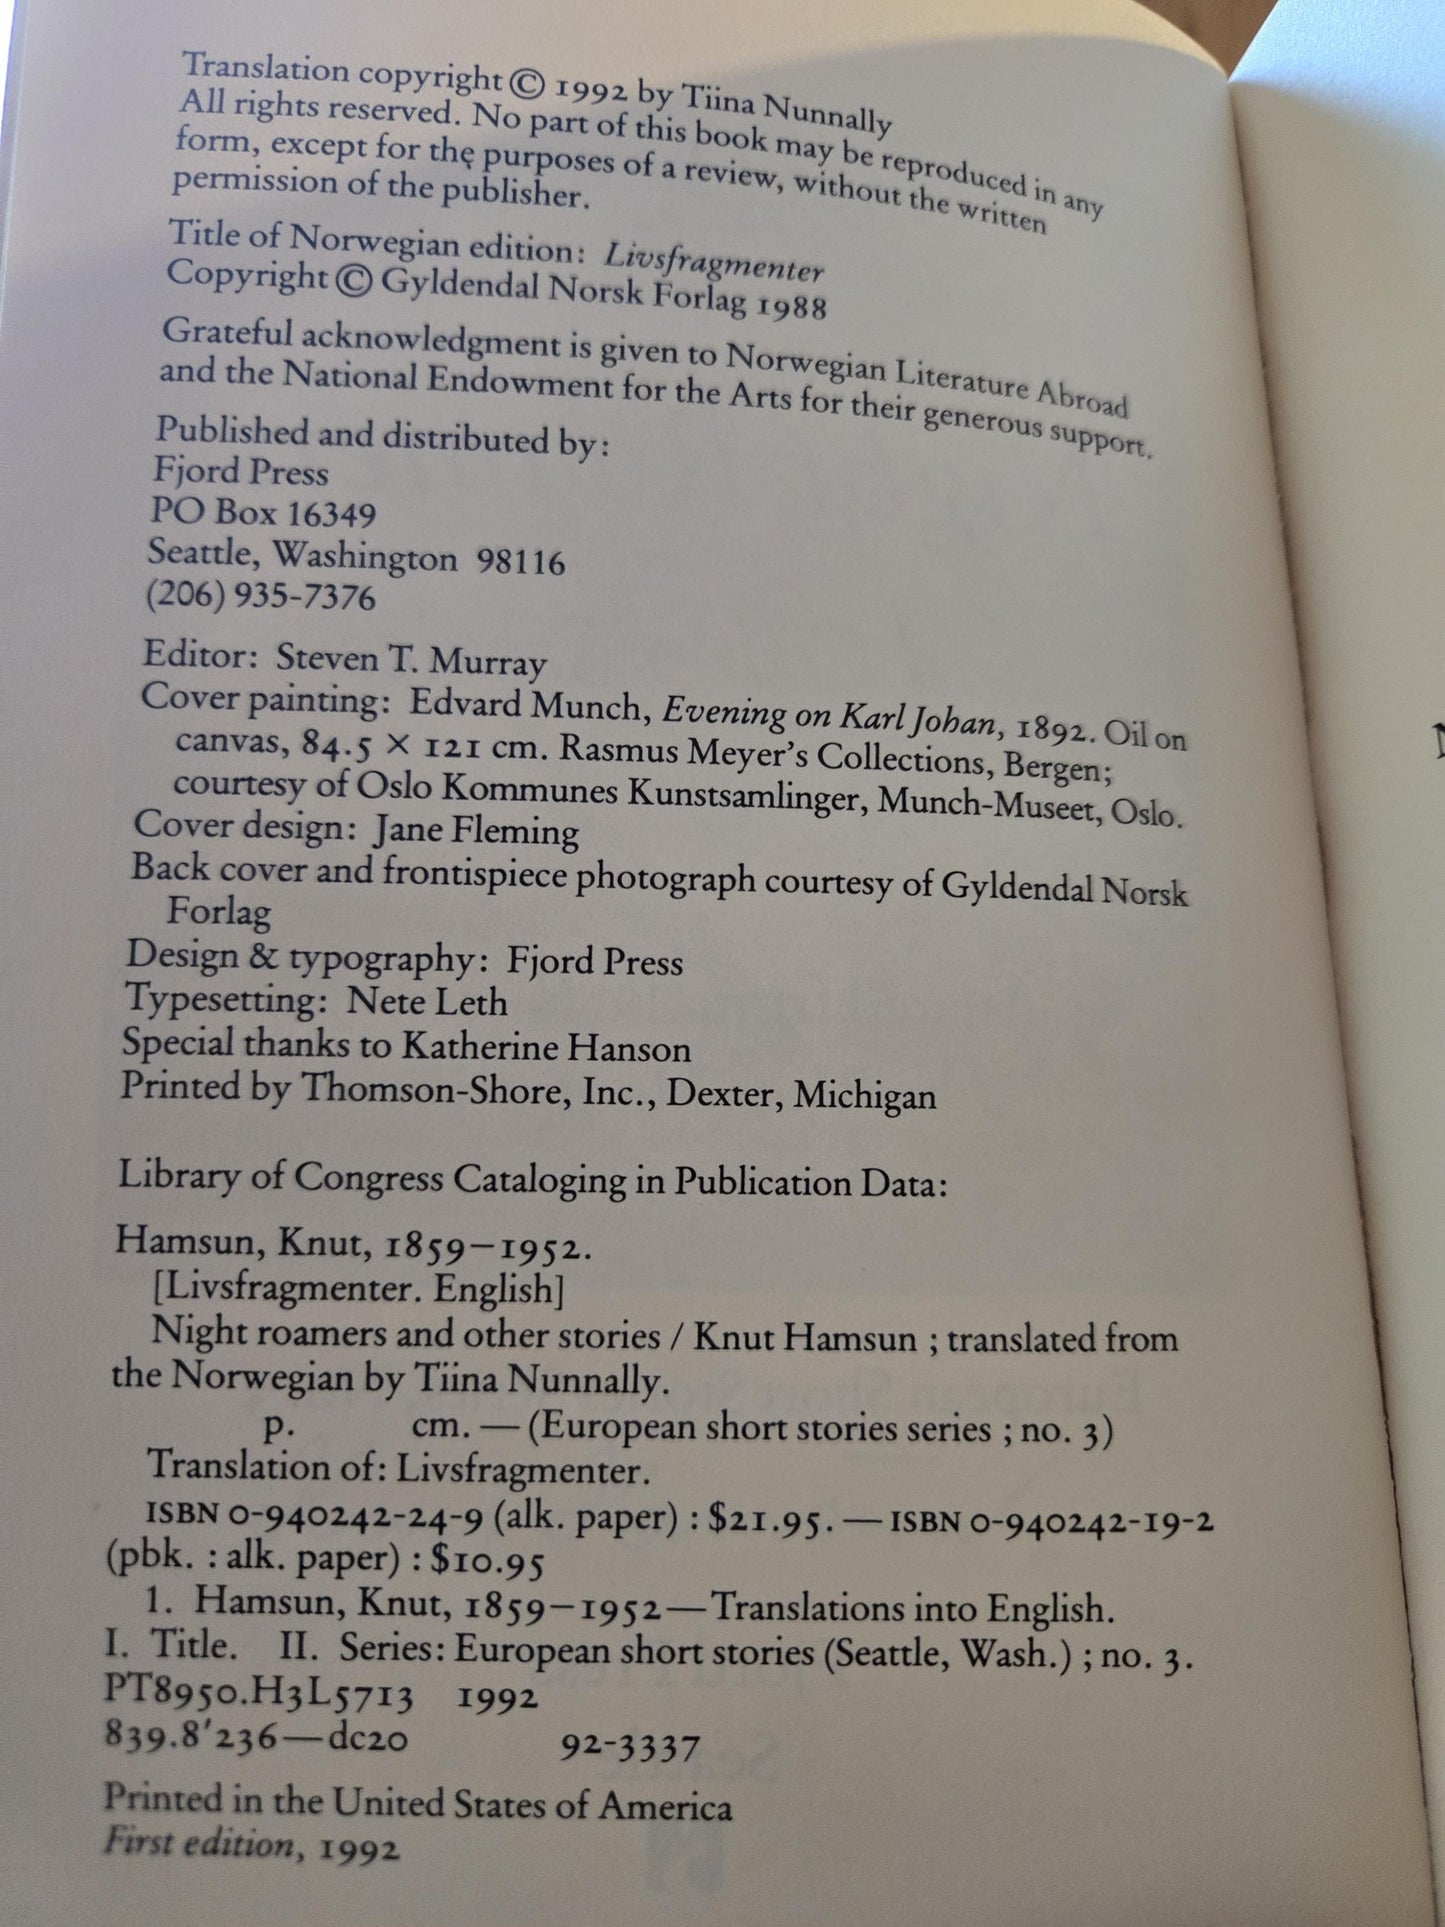 Translation copyright © 1992 by Tiina Nunnally
All rights reserved. No part of this book may be reproduced in any
form, except for the purposes of a review, without the written
permission of the publisher.
Title of Norwegian edition: Livsfragmenter
Copyright © Gyldendal Norsk Forlag 1988
Grateful acknowledgment is given to Norwegian Literature Abroad
and the National Endowment for the Arts for their generous support.
Published and distributed by:
Fjord Press
PO Box 16349
Seattle, Washington 98116
(206) 935-7376
Editor: Steven T. Murray
Cover painting: Edvard Munch, Evening on Karl Johan, 1892. Oil on
canvas, 84.5 × 121 cm. Rasmus Meyer's Collections, Bergen;
courtesy of Oslo Kommunes Kunstsamlinger, Munch-Museet, Oslo.
Cover design: Jane Fleming
Back cover and frontispiece photograph courtesy of Gyldendal Norsk
Forlag
Design & typography: Fjord Press
Typesetting: Nete Leth
Special thanks to Katherine Hanson
Printed by Thomson-Shore, Inc., Dexter, Michigan
Library of Congress Cataloging in Publication Data:
Hamsun, Knut, 1859–1952.
[Livsfragmenter. English]
Night roamers and other stories / Knut Hamsun ; translated from
the Norwegian by Tiina Nunnally.
p. cm. — (European short stories series ; no. 3)
Translation of: Livsfragmenter.
ISBN 0-940242-24-9 (alk. paper) : $21.95. — ISBN 0-940242-19-2
(pbk. : alk. paper) : $10.95
1. Hamsun, Knut, 1859–1952—Translations into English.
I. Title. II. Series: European short stories (Seattle, Wash.) ; no. 3.
PT8950.H3L5713 1992
839.8'236—dc20 92-3337
Printed in the United States of America
First edition, 1992